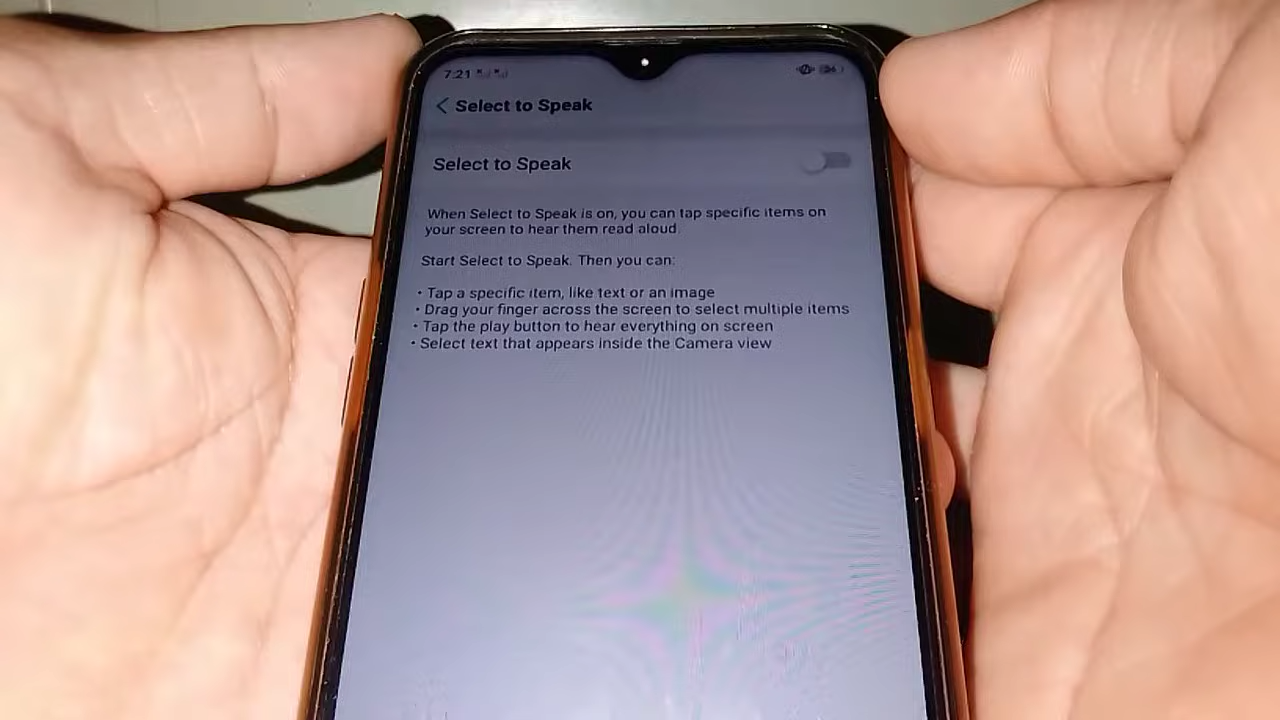 7:21
Select to Speak
Select to Speak
When Select to Speak is on, you can tap specific items on
your screen to hear them read aloud.
Start Select to Speak. Then you can:
• Tap a specific item, like text or an image
• Drag your finger across the screen to select multiple items
• Tap the play button to hear everything on screen
• Select text that appears inside the Camera view